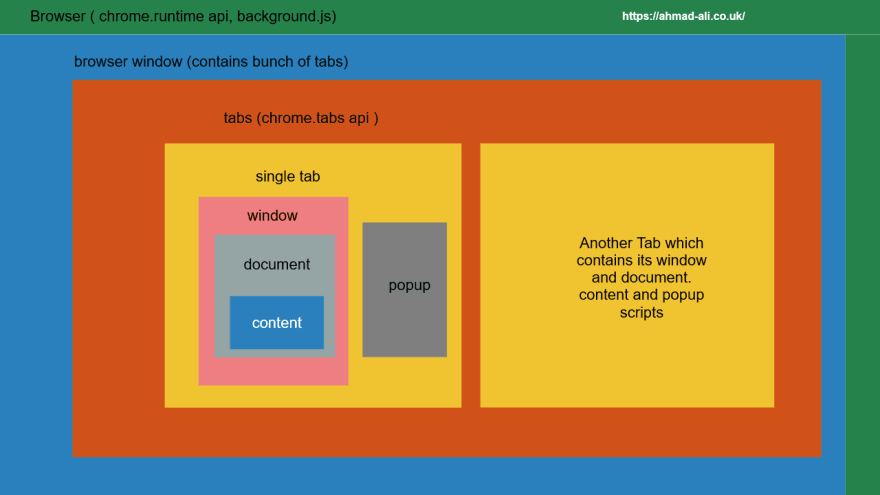 Browser ( chrome.runtime api, background.js)
https://ahmad-ali.co.uk/
browser window (contains bunch of tabs)
tabs (chrome.tabs api )
single tab
window
document
content
popup
Another Tab which
contains its window
and document.
content and popup
scripts